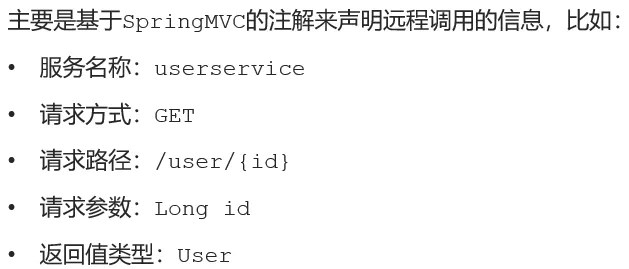 主要是基于SpringMVC的注解来声明远程调用的信息，比如：
• 服务名称：userservice
• 请求方式：GET
• 请求路径：/user/{id}
• 请求参数：Long id
• 返回值类型：User